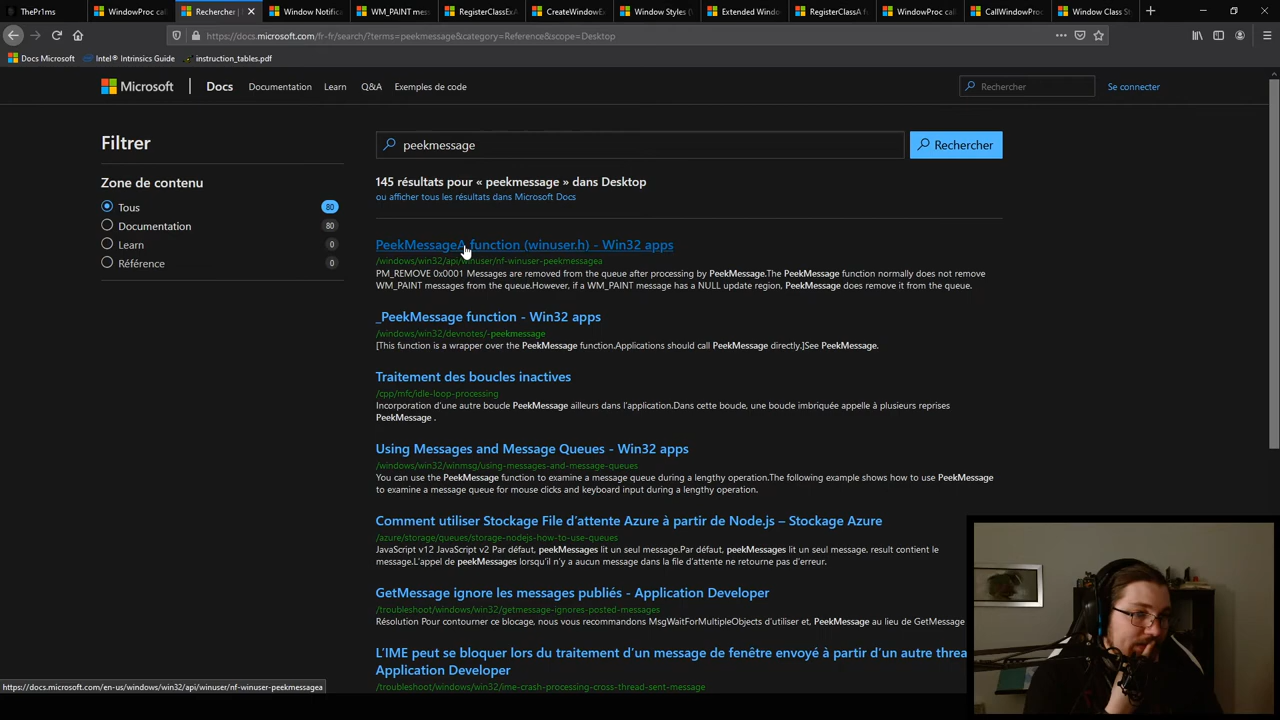 ThePr1ms
WindowProc cal
Rechercher
Window Notifica
WM_PAINT mess
RegisterClassExA
CreateWindowEx
Window Styles (W
Extended Windo
RegisterClassA fu
WindowProc cal
CallWindowProc
Window Class St
https://docs.microsoft.com/fr-fr/search/?terms=peekmessage&category=Reference&scope=Desktop
Docs Microsoft
Intel® Intrinsics Guide
instruction_tables.pdf
Microsoft
Docs
Documentation
Learn
Q&A
Exemples de code
Rechercher
Se connecter
Filtrer
peekmessage
Rechercher
Zone de contenu
Tous 80
Documentation 80
Learn 0
Référence 0
145 résultats pour « peekmessage » dans Desktop
ou afficher tous les résultats dans Microsoft Docs
PeekMessageA function (winuser.h) - Win32 apps
/windows/win32/api/winuser/nf-winuser-peekmessagea
PM_REMOVE 0x0001 Messages are removed from the queue after processing by PeekMessage.The PeekMessage function normally does not remove
WM_PAINT messages from the queue.However, if a WM_PAINT message has a NULL update region, PeekMessage does remove it from the queue.
_PeekMessage function - Win32 apps
/windows/win32/devnotes/-peekmessage
[This function is a wrapper over the PeekMessage function.Applications should call PeekMessage directly.]See PeekMessage.
Traitement des boucles inactives
/cpp/mfc/idle-loop-processing
Incorporation d'une autre boucle PeekMessage ailleurs dans l'application.Dans cette boucle, une boucle imbriquée appelle à plusieurs reprises
PeekMessage .
Using Messages and Message Queues - Win32 apps
/windows/win32/winmsg/using-messages-and-message-queues
You can use the PeekMessage function to examine a message queue during a lengthy operation.The following example shows how to use PeekMessage
to examine a message queue for mouse clicks and keyboard input during a lengthy operation.
Comment utiliser Stockage File d'attente Azure à partir de Node.js – Stockage Azure
/azure/storage/queues/storage-nodejs-how-to-use-queues
JavaScript v12 JavaScript v2 Par défaut, peekMessages lit un seul message.Par défaut, peekMessages lit un seul message, result contient le
message.L'appel de peekMessages lorsqu'il n'y a aucun message dans la file d'attente ne retourne pas d'erreur.
GetMessage ignore les messages publiés - Application Developer
/troubleshoot/windows/win32/getmessage-ignores-posted-messages
Résolution Pour contourner ce blocage, nous vous recommandons MsgWaitForMultipleObjects d'utiliser et, PeekMessage au lieu de GetMessage
L'IME peut se bloquer lors du traitement d'un message de fenêtre envoyé à partir d'un autre threa
Application Developer
/troubleshoot/windows/win32/ime-crash-processing-cross-thread-sent-message
https://docs.microsoft.com/en-us/windows/win32/api/winuser/nf-winuser-peekmessagea